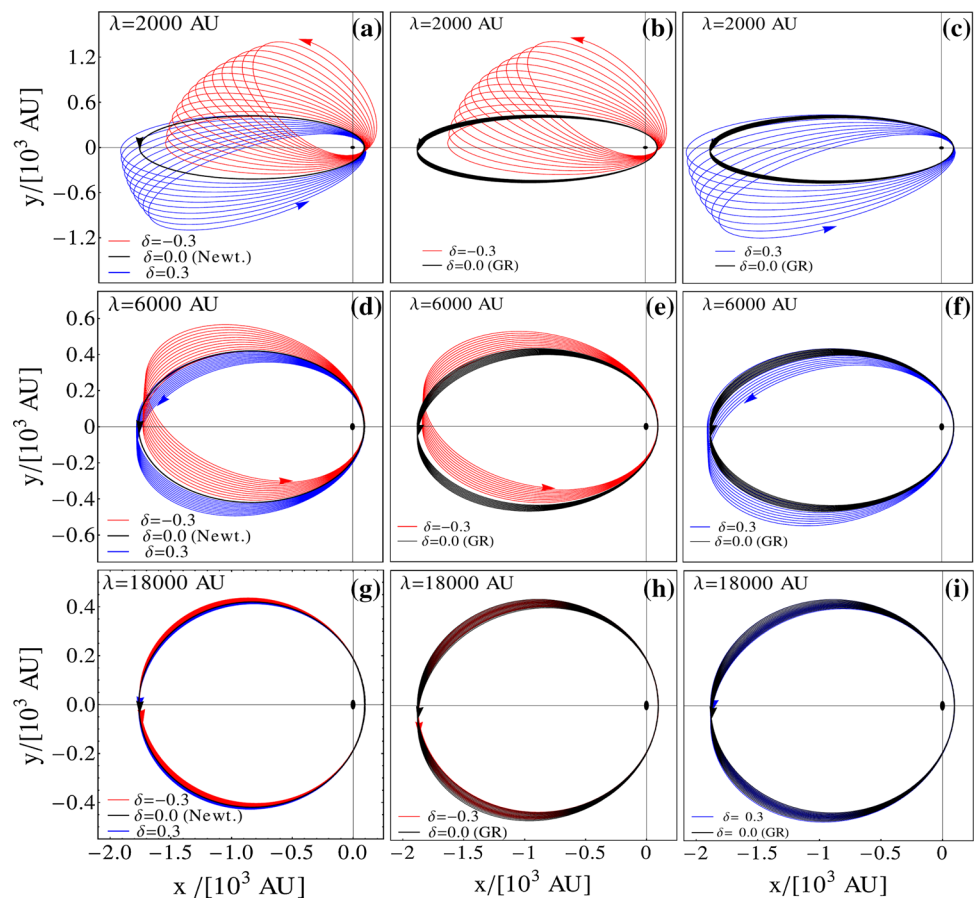 λ=2000 AU (a)
λ=2000 AU (b)
λ=2000 AU (c)
y/[10³ AU]
1.2
0.6
0
−0.6
−1.2
δ=−0.3
δ=0.0 (Newt.)
δ=0.3
δ=−0.3
δ=0.0 (GR)
δ=0.3
δ=0.0 (GR)
λ=6000 AU (d)
λ=6000 AU (e)
λ=6000 AU (f)
y/[10³ AU]
0.6
0.4
0.2
0
−0.2
−0.4
−0.6
δ=−0.3
δ=0.0 (Newt.)
δ=0.3
δ=−0.3
δ=0.0 (GR)
δ=0.3
δ=0.0 (GR)
λ=18000 AU (g)
λ=18000 AU (h)
λ=18000 AU (i)
y/[10³ AU]
0.4
0.2
0.0
−0.2
−0.4
δ=−0.3
δ=0.0 (Newt.)
δ=0.3
δ=−0.3
δ=0.0 (GR)
δ= 0.3
δ= 0.0 (GR)
−2.0 −1.5 −1.0 −0.5 0.0
−2 −1.5 −1 −0.5 0
−2 −1.5 −1 −0.5 0
x /[10³ AU]
x/[10³ AU]
x/[10³ AU]